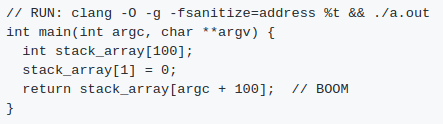 // RUN: clang -O -g -fsanitize=address %t && ./a.out
int main(int argc, char **argv) {
  int stack_array[100];
  stack_array[1] = 0;
  return stack_array[argc + 100];  // BOOM
}